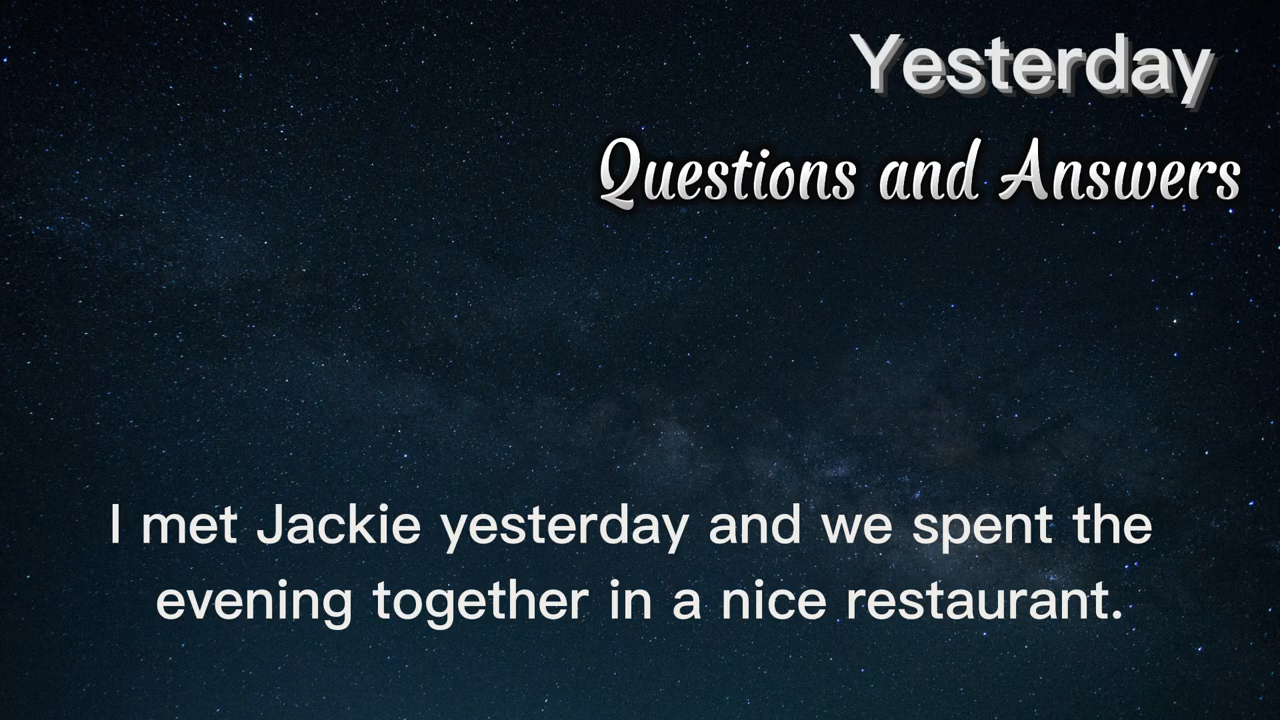 Yesterday
Questions and Answers
I met Jackie yesterday and we spent the
evening together in a nice restaurant.